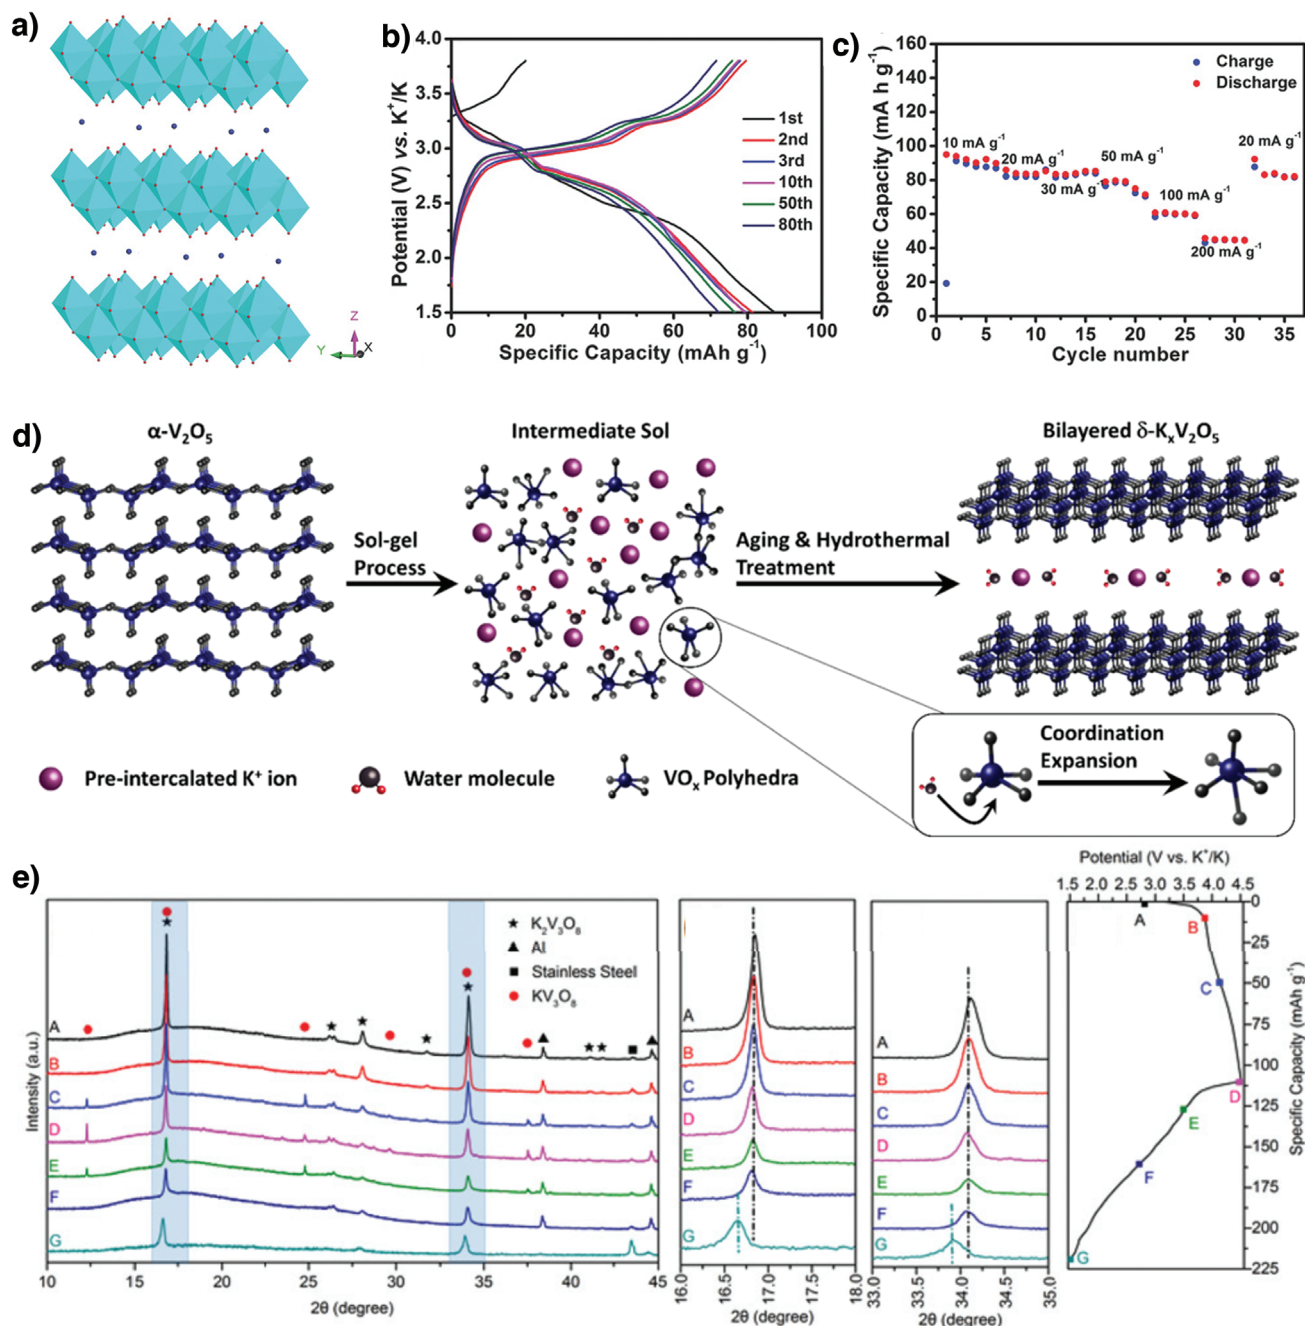 a)
Z
Y
X
b)
4.0
3.5
3.0
2.5
2.0
1.5
Potential (V) vs. K⁺/K
1st
2nd
3rd
10th
50th
80th
0 20 40 60 80 100
Specific Capacity (mAh g⁻¹)
c)
160
140
120
100
80
60
40
20
0
Specific Capacity (mA h g⁻¹)
Charge
Discharge
10 mA g⁻¹
20 mA g⁻¹
30 mA g⁻¹
50 mA g⁻¹
100 mA g⁻¹
200 mA g⁻¹
20 mA g⁻¹
0 5 10 15 20 25 30 35
Cycle number
d)
α-V₂O₅
Intermediate Sol
Bilayered δ-KₓV₂O₅
Sol-gel
Process
Aging & Hydrothermal
Treatment
Pre-intercalated K⁺ ion
Water molecule
VOₓ Polyhedra
Coordination
Expansion
e)
Intensity (a.u.)
K₂V₃O₈
Al
Stainless Steel
KV₃O₈
A
B
C
D
E
F
G
10 15 20 25 30 35 40 45
2θ (degree)
A
B
C
D
E
F
G
16.0 16.5 17.0 17.5 18.0
2θ (degree)
A
B
C
D
E
F
G
33.0 33.5 34.0 34.5 35.0
2θ (degree)
Potential (V vs. K⁺/K)
1.5 2.0 2.5 3.0 3.5 4.0 4.5
A
B
C
D
E
F
G
0
25
50
75
100
125
150
175
200
225
Specific Capacity (mAh g⁻¹)